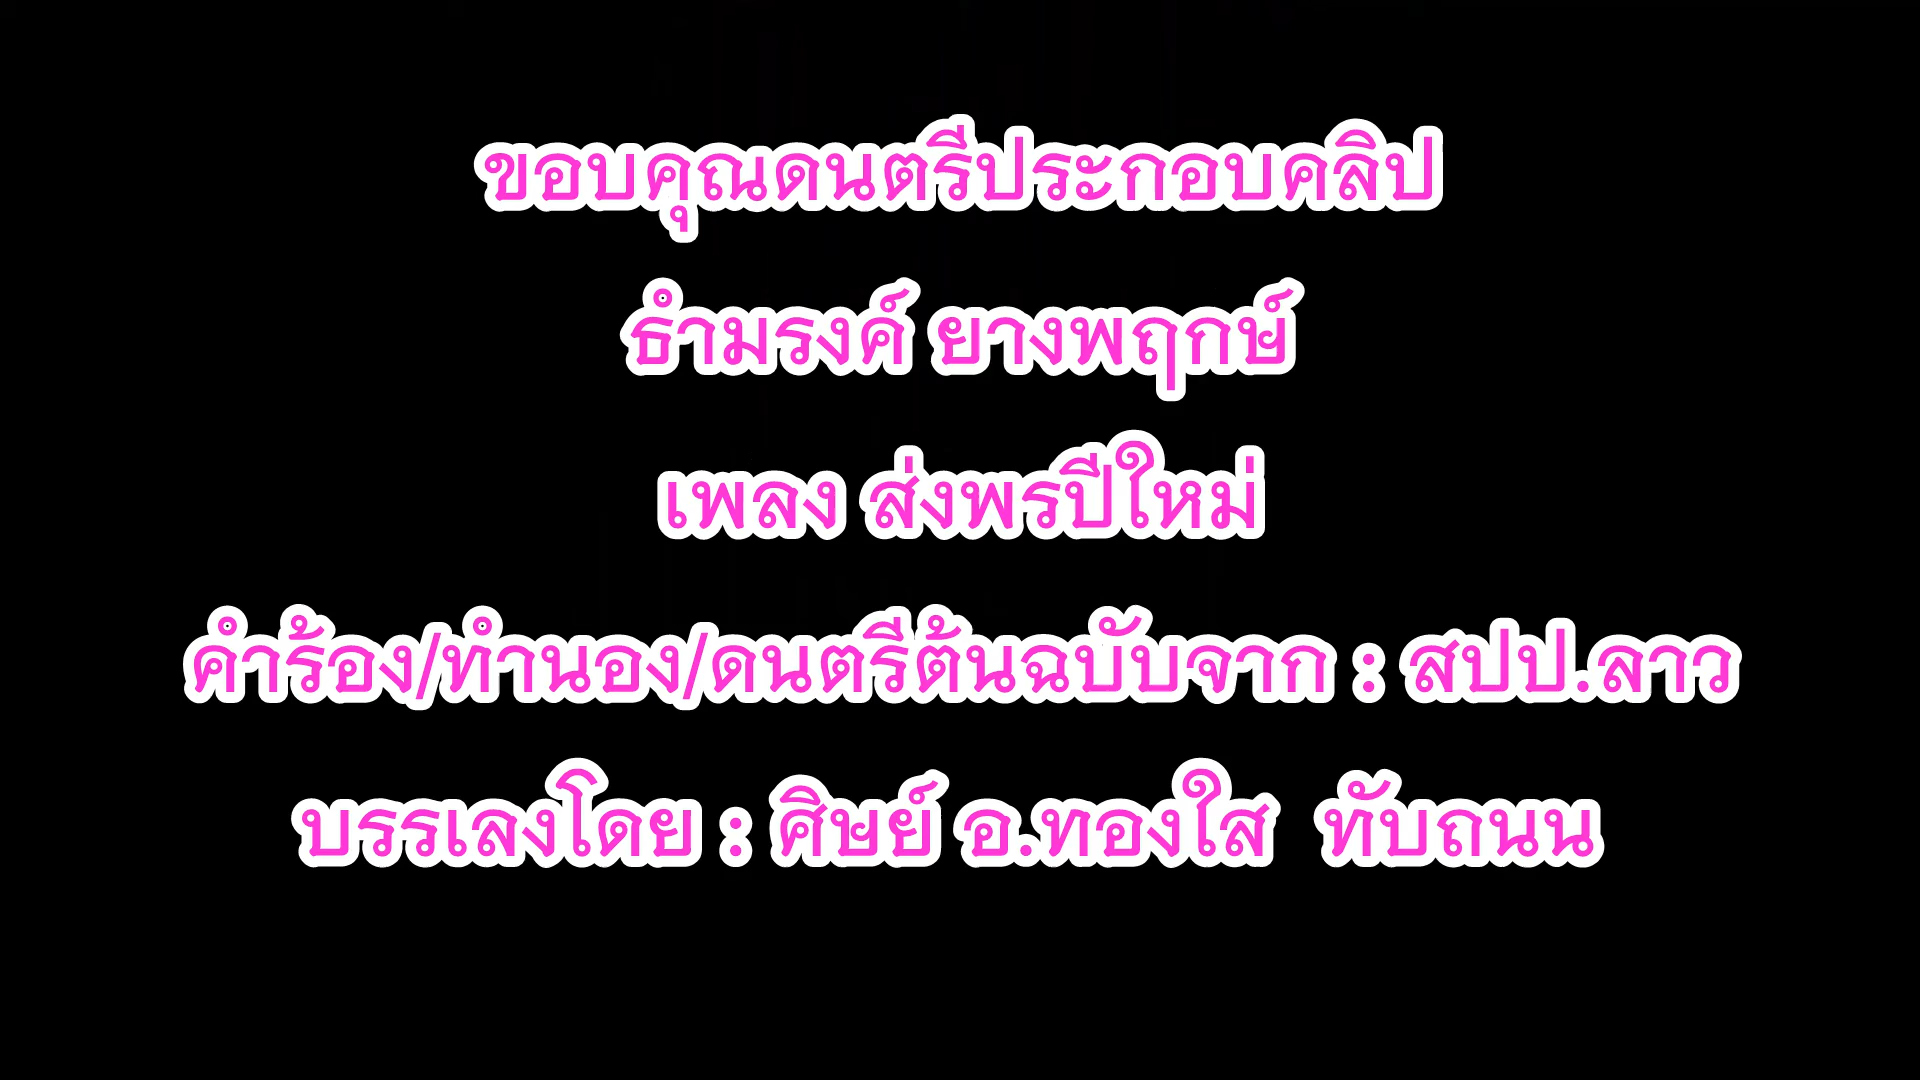 ขอบคุณดนตรีประกอบคลิป
ธำมรงค์ ยางพฤกษ์
เพลง ส่งพรปีใหม่
คำร้อง/ทำนอง/ดนตรีต้นฉบับจาก : สปป.ลาว
บรรเลงโดย : ศิษย์ อ.ทองใส ทับถนน